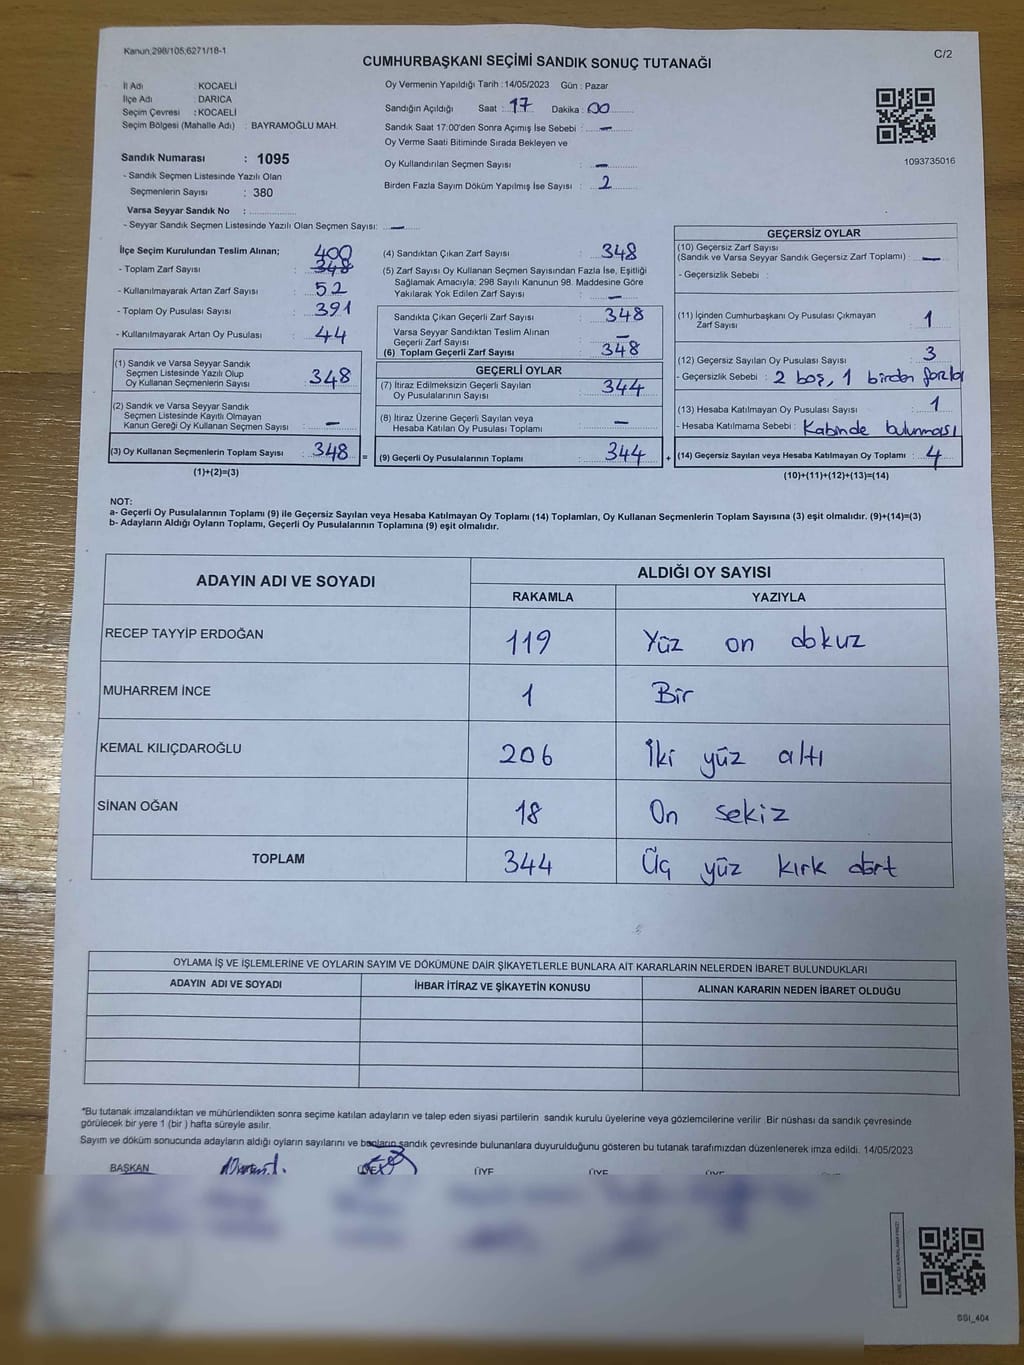 Kanun:298/105;6271/18-1
C/2
CUMHURBAŞKANI SEÇİMİ SANDIK SONUÇ TUTANAĞI
İl Adı : KOCAELİ
İlçe Adı : DARICA
Seçim Çevresi : KOCAELİ
Seçim Bölgesi (Mahalle Adı) : BAYRAMOĞLU MAH.
Sandık Numarası : 1095
- Sandık Seçmen Listesinde Yazılı Olan
Seçmenlerin Sayısı : 380
Varsa Seyyar Sandık No :
- Seyyar Sandık Seçmen Listesinde Yazılı Olan Seçmen Sayısı: —
Oy Vermenin Yapıldığı Tarih : 14/05/2023 Gün : Pazar
Sandığın Açıldığı Saat : 17 Dakika : 00
Sandık Saat 17:00'den Sonra Açımış İse Sebebi : —
Oy Verme Saati Bitiminde Sırada Bekleyen ve
Oy Kullandırılan Seçmen Sayısı : —
Birden Fazla Sayım Döküm Yapılmış İse Sayısı : 2
1093735016
İlçe Seçim Kurulundan Teslim Alınan;
- Toplam Zarf Sayısı : 400 348
- Kullanılmayarak Artan Zarf Sayısı : 52
- Toplam Oy Pusulası Sayısı : 391
- Kullanılmayarak Artan Oy Pusulası : 44
(1) Sandık ve Varsa Seyyar Sandık
Seçmen Listesinde Yazılı Olup
Oy Kullanan Seçmenlerin Sayısı : 348
(2) Sandık ve Varsa Seyyar Sandık
Seçmen Listesinde Kayıtlı Olmayan
Kanun Gereği Oy Kullanan Seçmen Sayısı : —
(3) Oy Kullanan Seçmenlerin Toplam Sayısı : 348
(1)+(2)=(3)
(4) Sandıktan Çıkan Zarf Sayısı : 348
(5) Zarf Sayısı Oy Kullanan Seçmen Sayısından Fazla İse, Eşitliği
Sağlamak Amacıyla; 298 Sayılı Kanunun 98. Maddesine Göre
Yakılarak Yok Edilen Zarf Sayısı : —
Sandıkta Çıkan Geçerli Zarf Sayısı : 348
Varsa Seyyar Sandıktan Teslim Alınan
Geçerli Zarf Sayısı : —
(6) Toplam Geçerli Zarf Sayısı : 348
GEÇERLİ OYLAR
(7) İtiraz Edilmeksizin Geçerli Sayılan
Oy Pusulalarının Sayısı : 344
(8) İtiraz Üzerine Geçerli Sayılan veya
Hesaba Katılan Oy Pusulası Toplamı : —
= (9) Geçerli Oy Pusulalarının Toplamı : 344 +
GEÇERSİZ OYLAR
(10) Geçersiz Zarf Sayısı
(Sandık ve Varsa Seyyar Sandık Geçersiz Zarf Toplamı) : —
- Geçersizlik Sebebi :
(11) İçinden Cumhurbaşkanı Oy Pusulası Çıkmayan
Zarf Sayısı : 1
(12) Geçersiz Sayılan Oy Pusulası Sayısı : 3
- Geçersizlik Sebebi : 2 boş, 1 birden fazla
(13) Hesaba Katılmayan Oy Pusulası Sayısı : 1
- Hesaba Katılmama Sebebi : Kabinde bulunması
(14) Geçersiz Sayılan veya Hesaba Katılmayan Oy Toplamı : 4
(10)+(11)+(12)+(13)=(14)
NOT:
a- Geçerli Oy Pusulalarının Toplamı (9) ile Geçersiz Sayılan veya Hesaba Katılmayan Oy Toplamı (14) Toplamları, Oy Kullanan Seçmenlerin Toplam Sayısına (3) eşit olmalıdır. (9)+(14)=(3)
b- Adayların Aldığı Oyların Toplamı, Geçerli Oy Pusulalarının Toplamına (9) eşit olmalıdır.
ADAYIN ADI VE SOYADI
ALDIĞI OY SAYISI
RAKAMLA YAZIYLA
RECEP TAYYİP ERDOĞAN 119 Yüz on dokuz
MUHARREM İNCE 1 Bir
KEMAL KILIÇDAROĞLU 206 İki yüz altı
SİNAN OĞAN 18 On sekiz
TOPLAM 344 Üç yüz kırk dört
OYLAMA İŞ VE İŞLEMLERİNE VE OYLARIN SAYIM VE DÖKÜMÜNE DAİR ŞİKAYETLERLE BUNLARA AİT KARARLARIN NELERDEN İBARET BULUNDUKLARI
ADAYIN ADI VE SOYADI İHBAR İTİRAZ VE ŞİKAYETİN KONUSU ALINAN KARARIN NEDEN İBARET OLDUĞU
*Bu tutanak imzalandıktan ve mühürlendikten sonra seçime katılan adayların ve talep eden siyasi partilerin sandık kurulu üyelerine veya gözlemcilerine verilir. Bir nüshası da sandık çevresinde
görülecek bir yere 1 (bir ) hafta süreyle asılır.
Sayım ve döküm sonucunda adayların aldığı oyların sayılarını ve bunların sandık çevresinde bulunanlara duyurulduğunu gösteren bu tutanak tarafımızdan düzenlenerek imza edildi. 14/05/2023
BAŞKAN ÜYE ÜYE ÜYE
SSI_404